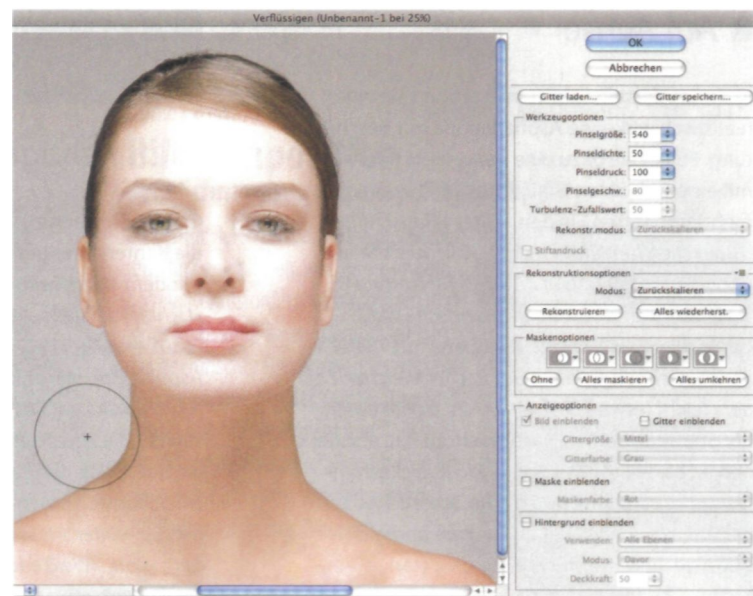 Verflüssigen (Unbenannt-1 bei 25%)
OK
Abbrechen
Gitter laden... Gitter speichern...
Werkzeugoptionen
Pinselgröße: 540
Pinseldichte: 50
Pinseldruck: 100
Pinselgeschw.: 80
Turbulenz-Zufallswert: 50
Rekonstr.modus: Zurückskalieren
Stiftandruck
Rekonstruktionsoptionen
Modus: Zurückskalieren
Rekonstruieren Alles wiederherst.
Maskenoptionen
Ohne Alles maskieren Alles umkehren
Anzeigeoptionen
Bild einblenden Gitter einblenden
Gittergröße: Mittel
Gitterfarbe: Grau
Maske einblenden
Maskenfarbe: Rot
Hintergrund einblenden
Verwenden: Alle Ebenen
Modus: Davor
Deckkraft: 50